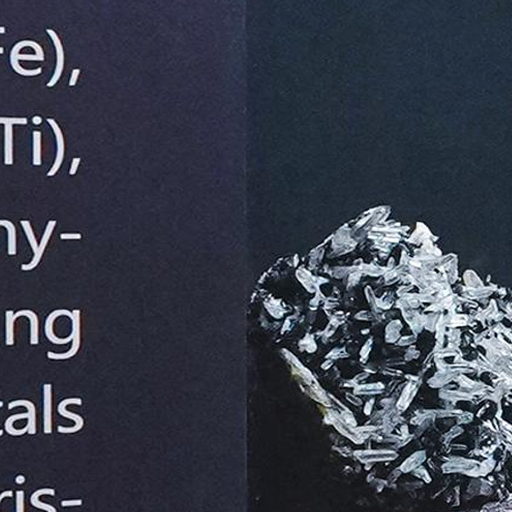 Fe),
Ti),
hy-
ng
tals
ris-